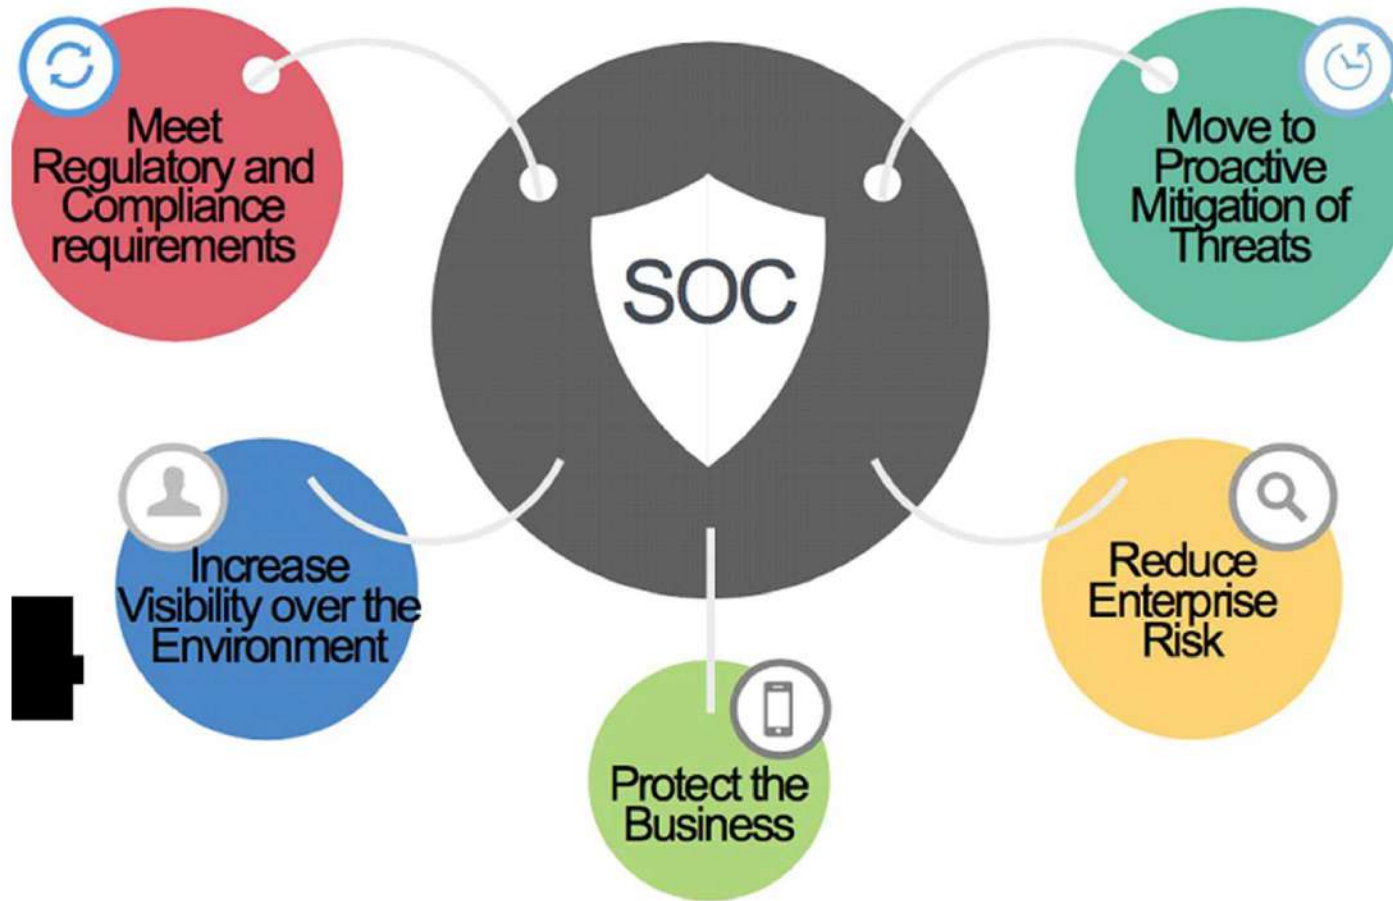 Meet
Regulatory and
Compliance
requirements
SOC
Move to
Proactive
Mitigation of
Threats
Increase
Visibility over the
Environment
Reduce
Enterprise
Risk
Protect the
Business